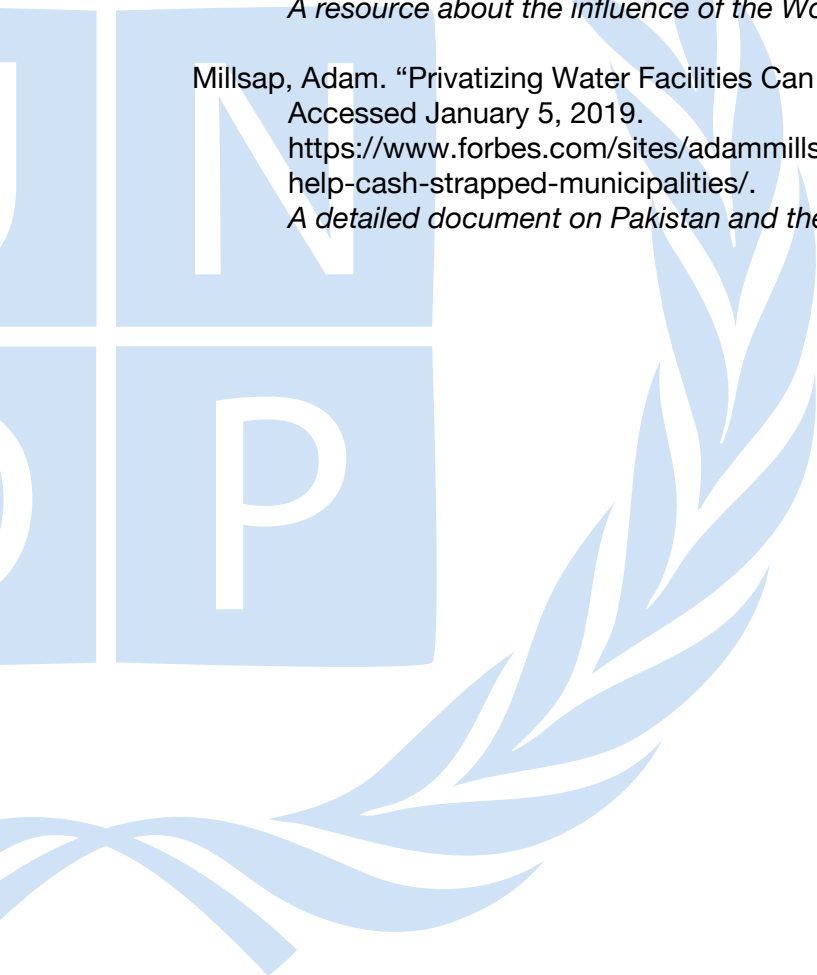 A resource about the influence of the Wo
Millsap, Adam. “Privatizing Water Facilities Can
Accessed January 5, 2019.
https://www.forbes.com/sites/adammills
help-cash-strapped-municipalities/.
A detailed document on Pakistan and the
N
P